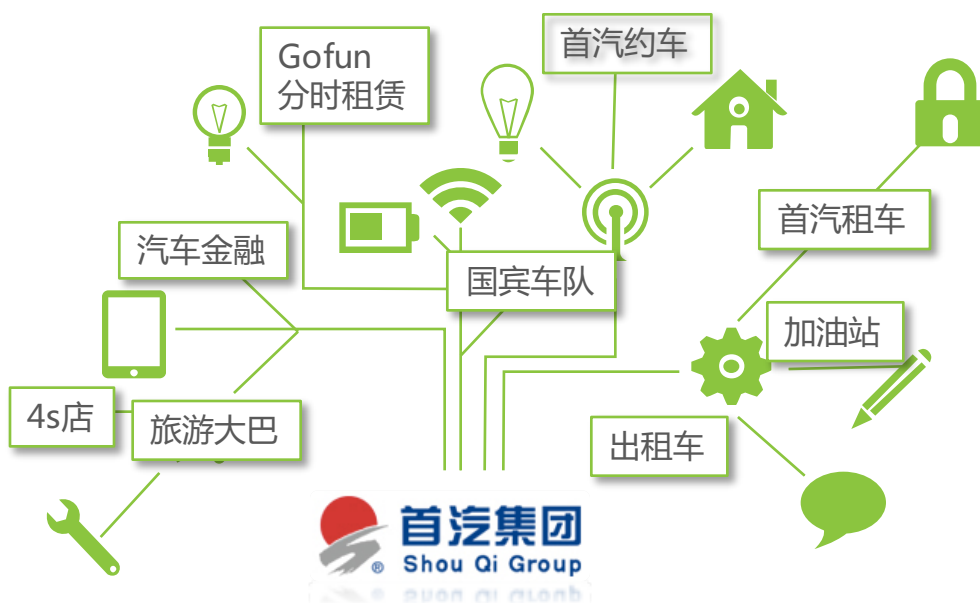 Gofun
分时租赁
首汽约车
首汽租车
汽车金融
国宾车队
加油站
4s店
旅游大巴
出租车
首汽集团
® Shou Qi Group